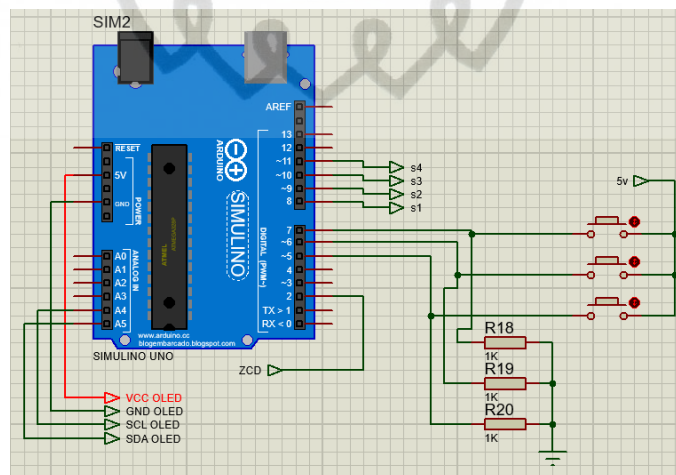 SIM2
AREF
13
RESET
12
~11
s4
5V
~10
s3
~9
s2
5v
GND
8
s1
POWER
ARDUINO
SIMULINO
ATMEL
DIGITAL (PWM~)
ANALOG IN
7
~6
A0
~5
A1
4
A2
~3
A3
2
A4
TX > 1
A5
RX < 0
www.arduino.cc
blogembarcado.blogspot.com
SIMULINO UNO
ZCD
R18
1K
R19
1K
R20
1K
VCC OLED
GND OLED
SCL OLED
SDA OLED